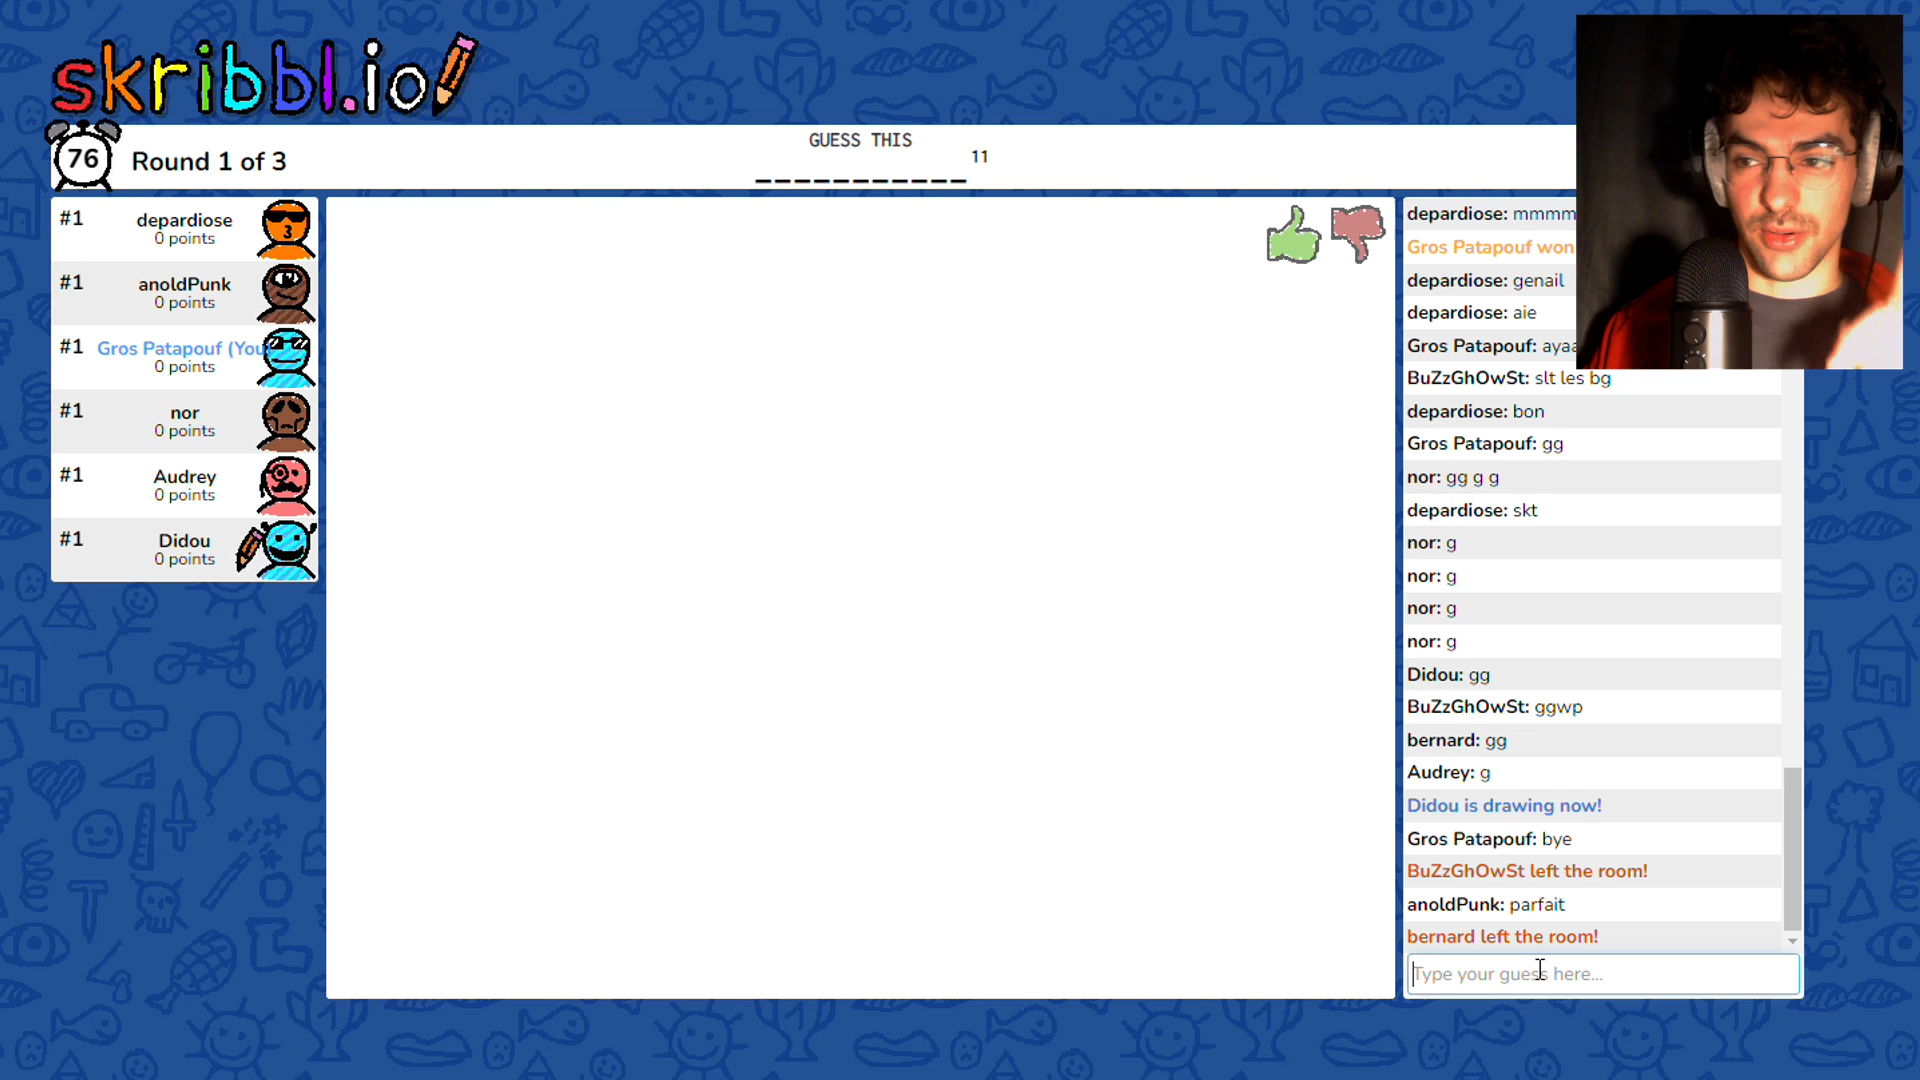 skribbl.io
76
Round 1 of 3
GUESS THIS
___________ 11
#1 depardiose
0 points
#1 anoldPunk
0 points
#1 Gros Patapouf (You
0 points
#1 nor
0 points
#1 Audrey
0 points
#1 Didou
0 points
depardiose: mmmm
Gros Patapouf won
depardiose: genail
depardiose: aie
Gros Patapouf: ayaa
BuZzGhOwSt: slt les bg
depardiose: bon
Gros Patapouf: gg
nor: gg g g
depardiose: skt
nor: g
nor: g
nor: g
nor: g
Didou: gg
BuZzGhOwSt: ggwp
bernard: gg
Audrey: g
Didou is drawing now!
Gros Patapouf: bye
BuZzGhOwSt left the room!
anoldPunk: parfait
bernard left the room!
Type your guess here...